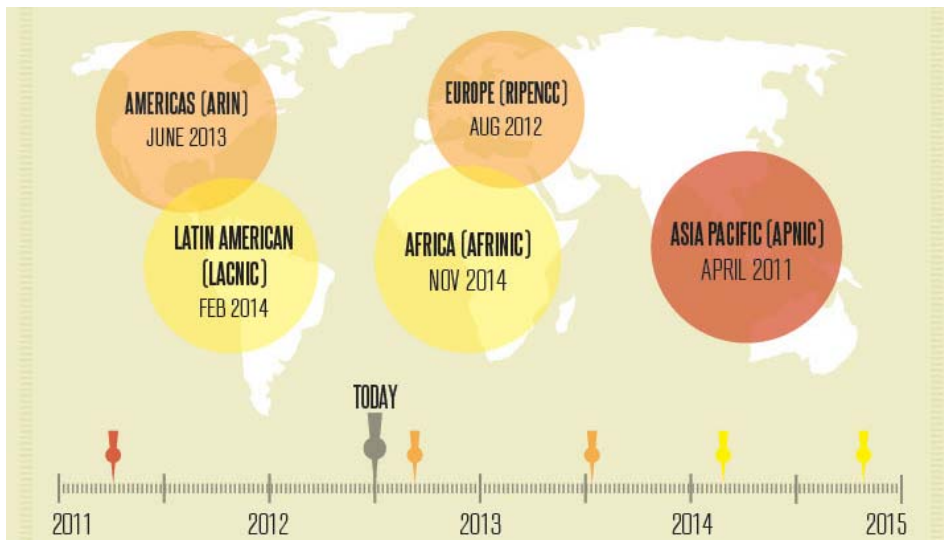 AMERICAS (ARIN)
JUNE 2013
EUROPE (RIPENCC)
AUG 2012
LATIN AMERICAN
(LACNIC)
FEB 2014
AFRICA (AFRINIC)
NOV 2014
ASIA PACIFIC (APNIC)
APRIL 2011
TODAY
2011
2012
2013
2014
2015